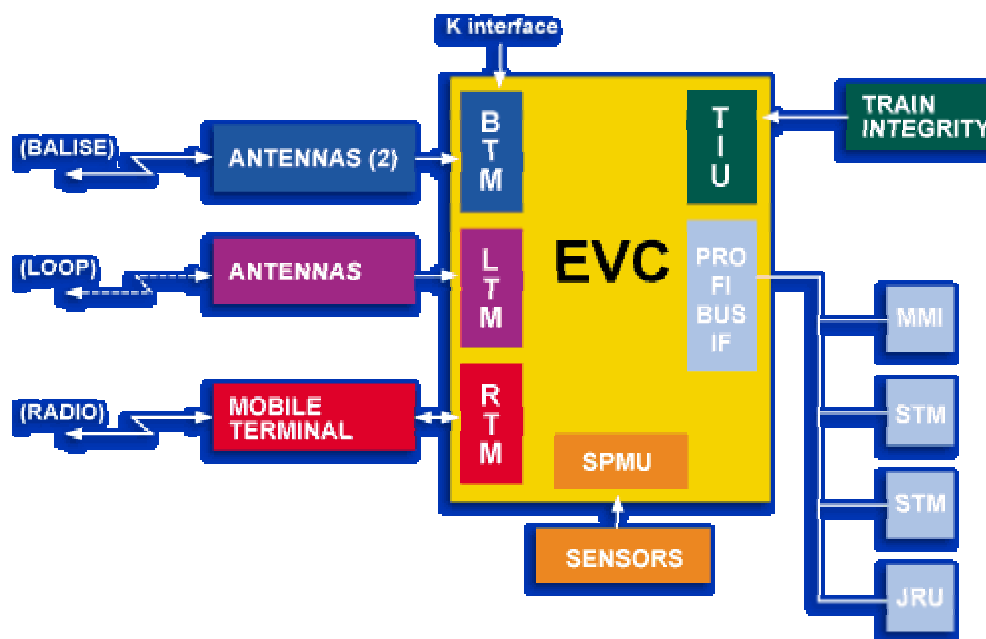 K interface
(BALISE)
ANTENNAS (2)
B
T
M
T
I
U
TRAIN
INTEGRITY
(LOOP)
ANTENNAS
L
T
M
EVC
PRO
FI
BUS
IF
MMI
(RADIO)
MOBILE
TERMINAL
R
T
M
STM
SPMU
STM
SENSORS
JRU